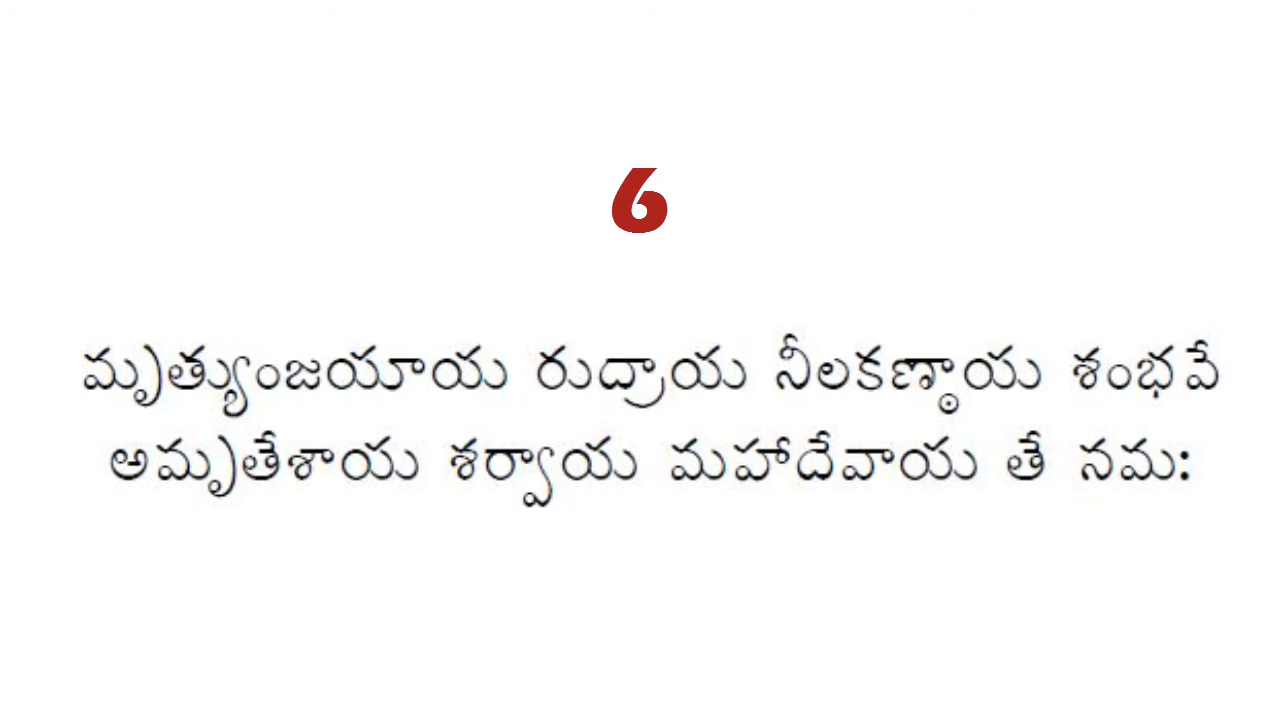 6
మృత్యుంజయాయ రుద్రాయ నీలకణ్ఠాయ శంభవే
అమృతేశాయ శర్వాయ మహాదేవాయ తే నమ: